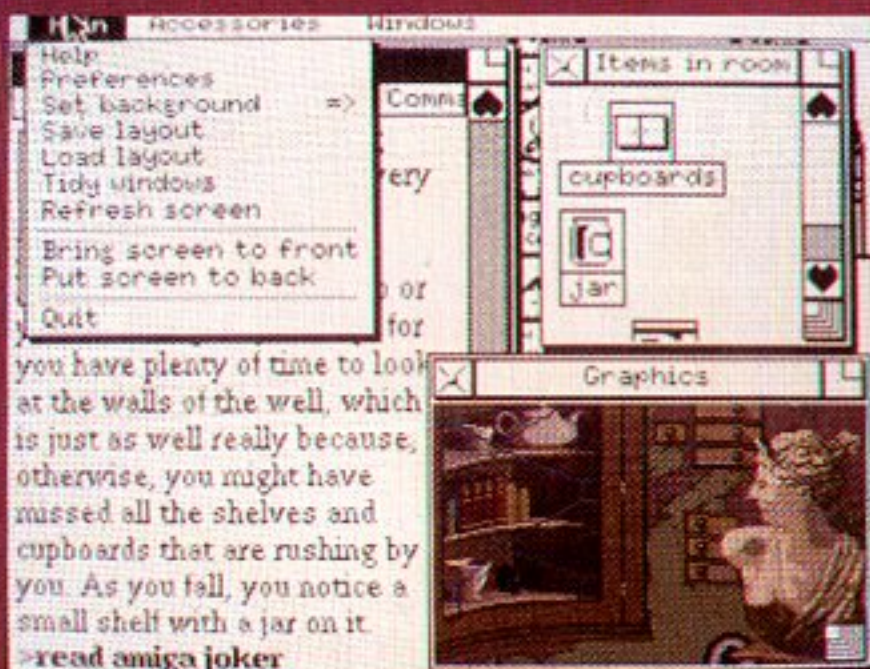 Accessories
Windows
Help
Preferences
Set background =>
Save layout
Load layout
Tidy windows
Refresh screen
Bring screen to front
Put screen to back
Quit
Items in room
cupboards
jar
Graphics
or
for
you have plenty of time to look
at the walls of the well, which
is just as well really because,
otherwise, you might have
missed all the shelves and
cupboards that are rushing by
you. As you fall, you notice a
small shelf with a jar on it.
>read amiga joker